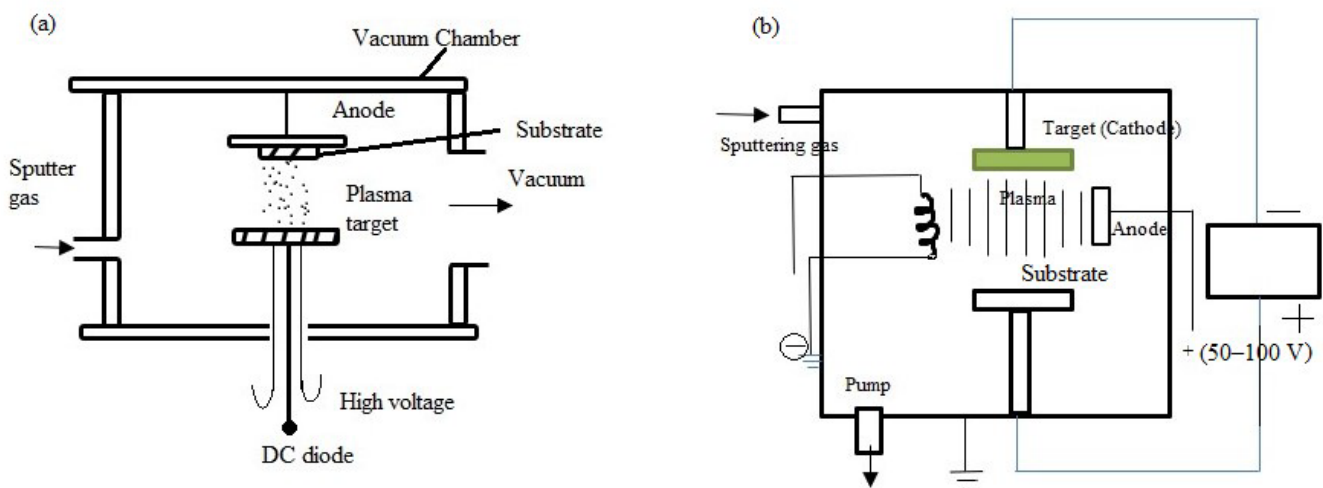 (a)
Vacuum Chamber
Anode
Substrate
Sputter
gas
Plasma
target
Vacuum
High voltage
DC diode
(b)
Sputtering gas
Target (Cathode)
Plasma
Anode
Substrate
−
+
+ (50–100 V)
−
Pump